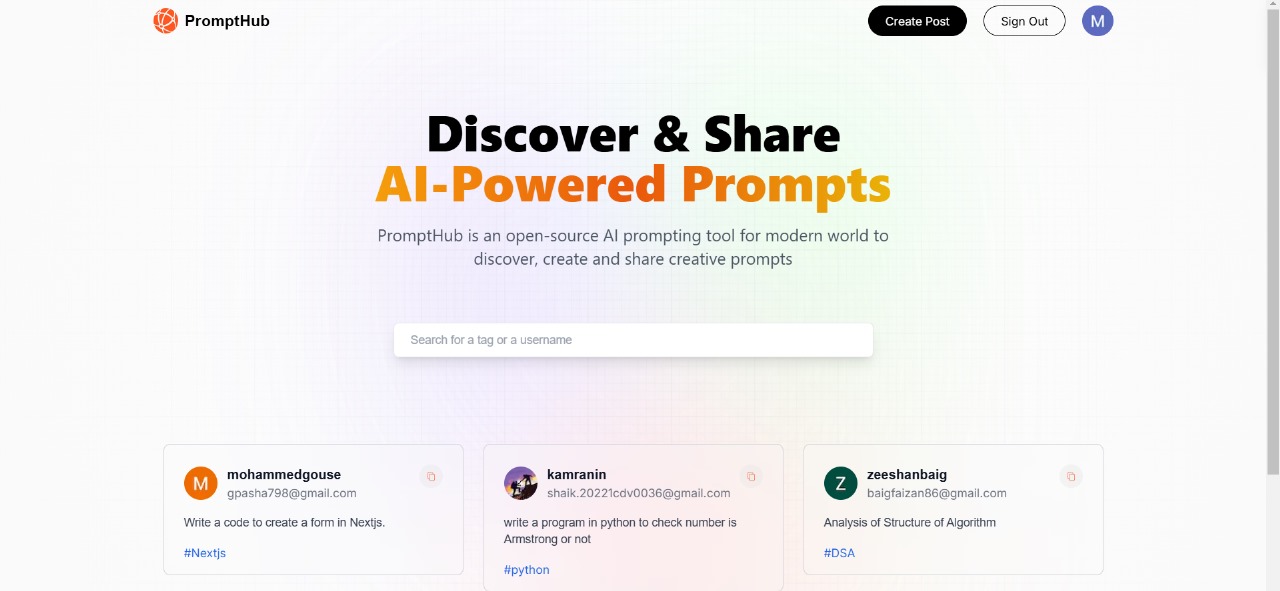 PromptHub
Create Post
Sign Out
M
Discover & Share
AI-Powered Prompts
PromptHub is an open-source AI prompting tool for modern world to
discover, create and share creative prompts
Search for a tag or a username
M
mohammedgouse
gpasha798@gmail.com
Write a code to create a form in Nextjs.
#Nextjs
kamranin
shaik.20221cdv0036@gmail.com
write a program in python to check number is
Armstrong or not
#python
Z
zeeshanbaig
baigfaizan86@gmail.com
Analysis of Structure of Algorithm
#DSA